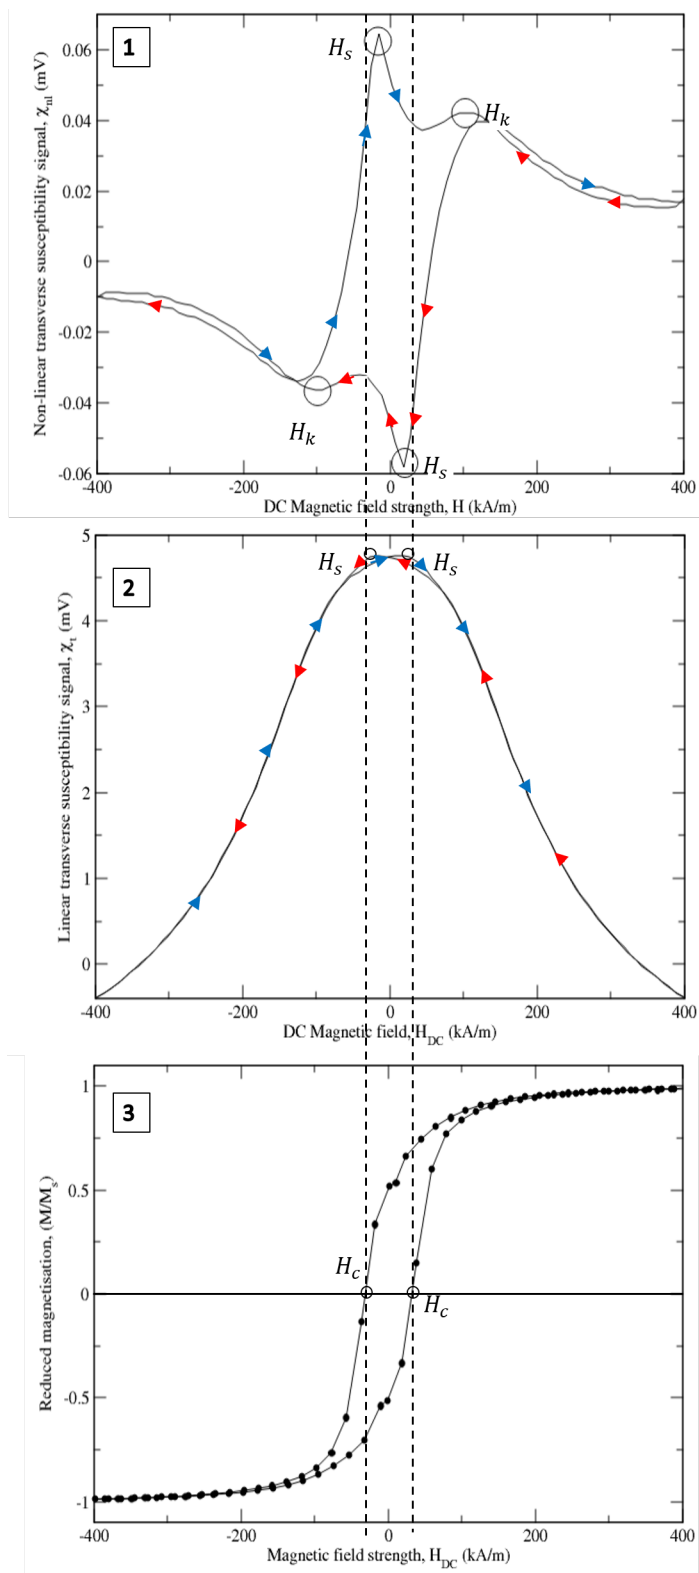 1
Non-linear transverse susceptibility signal, χnl (mV)
0.06
0.04
0.02
0
-0.02
-0.04
-0.06
Hs
Hk
Hk
Hs
-400 -200 0 200 400
DC Magnetic field strength, H (kA/m)
2
Linear transverse susceptibility signal, χt (mV)
5
4
3
2
1
0
Hs Hs
-400 -200 0 200 400
DC Magnetic field, HDC (kA/m)
3
Reduced magnetisation, (M/Ms)
1
0.5
0
-0.5
-1
Hc
Hc
-400 -200 0 200 400
Magnetic field strength, HDC (kA/m)